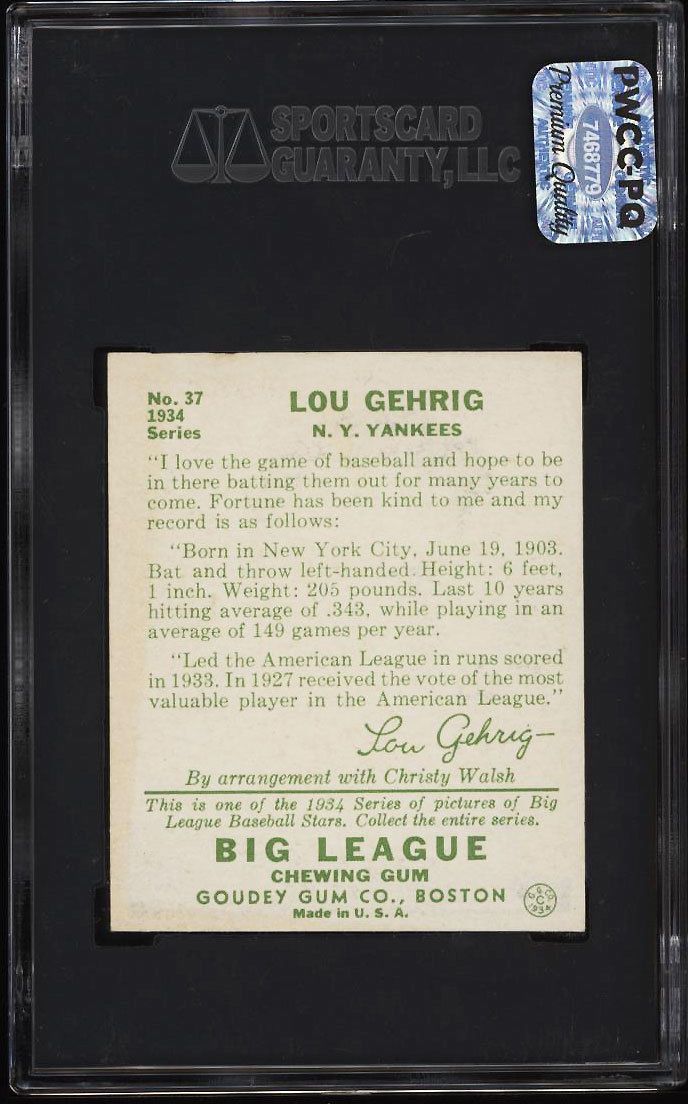 SPORTSCARD
GUARANTY, LLC
PWCC-PQ
7468779
Premium Quality
No. 37
1934
Series
LOU GEHRIG
N. Y. YANKEES
"I love the game of baseball and hope to be
in there batting them out for many years to
come. Fortune has been kind to me and my
record is as follows:
"Born in New York City, June 19, 1903.
Bat and throw left-handed. Height: 6 feet,
1 inch. Weight: 205 pounds. Last 10 years
hitting average of .343, while playing in an
average of 149 games per year.
"Led the American League in runs scored
in 1933. In 1927 received the vote of the most
valuable player in the American League."
Lou Gehrig
By arrangement with Christy Walsh
This is one of the 1934 Series of pictures of Big
League Baseball Stars. Collect the entire series.
BIG LEAGUE
CHEWING GUM
GOUDEY GUM CO., BOSTON
Made in U. S. A.
G. G. CO.
C
1934